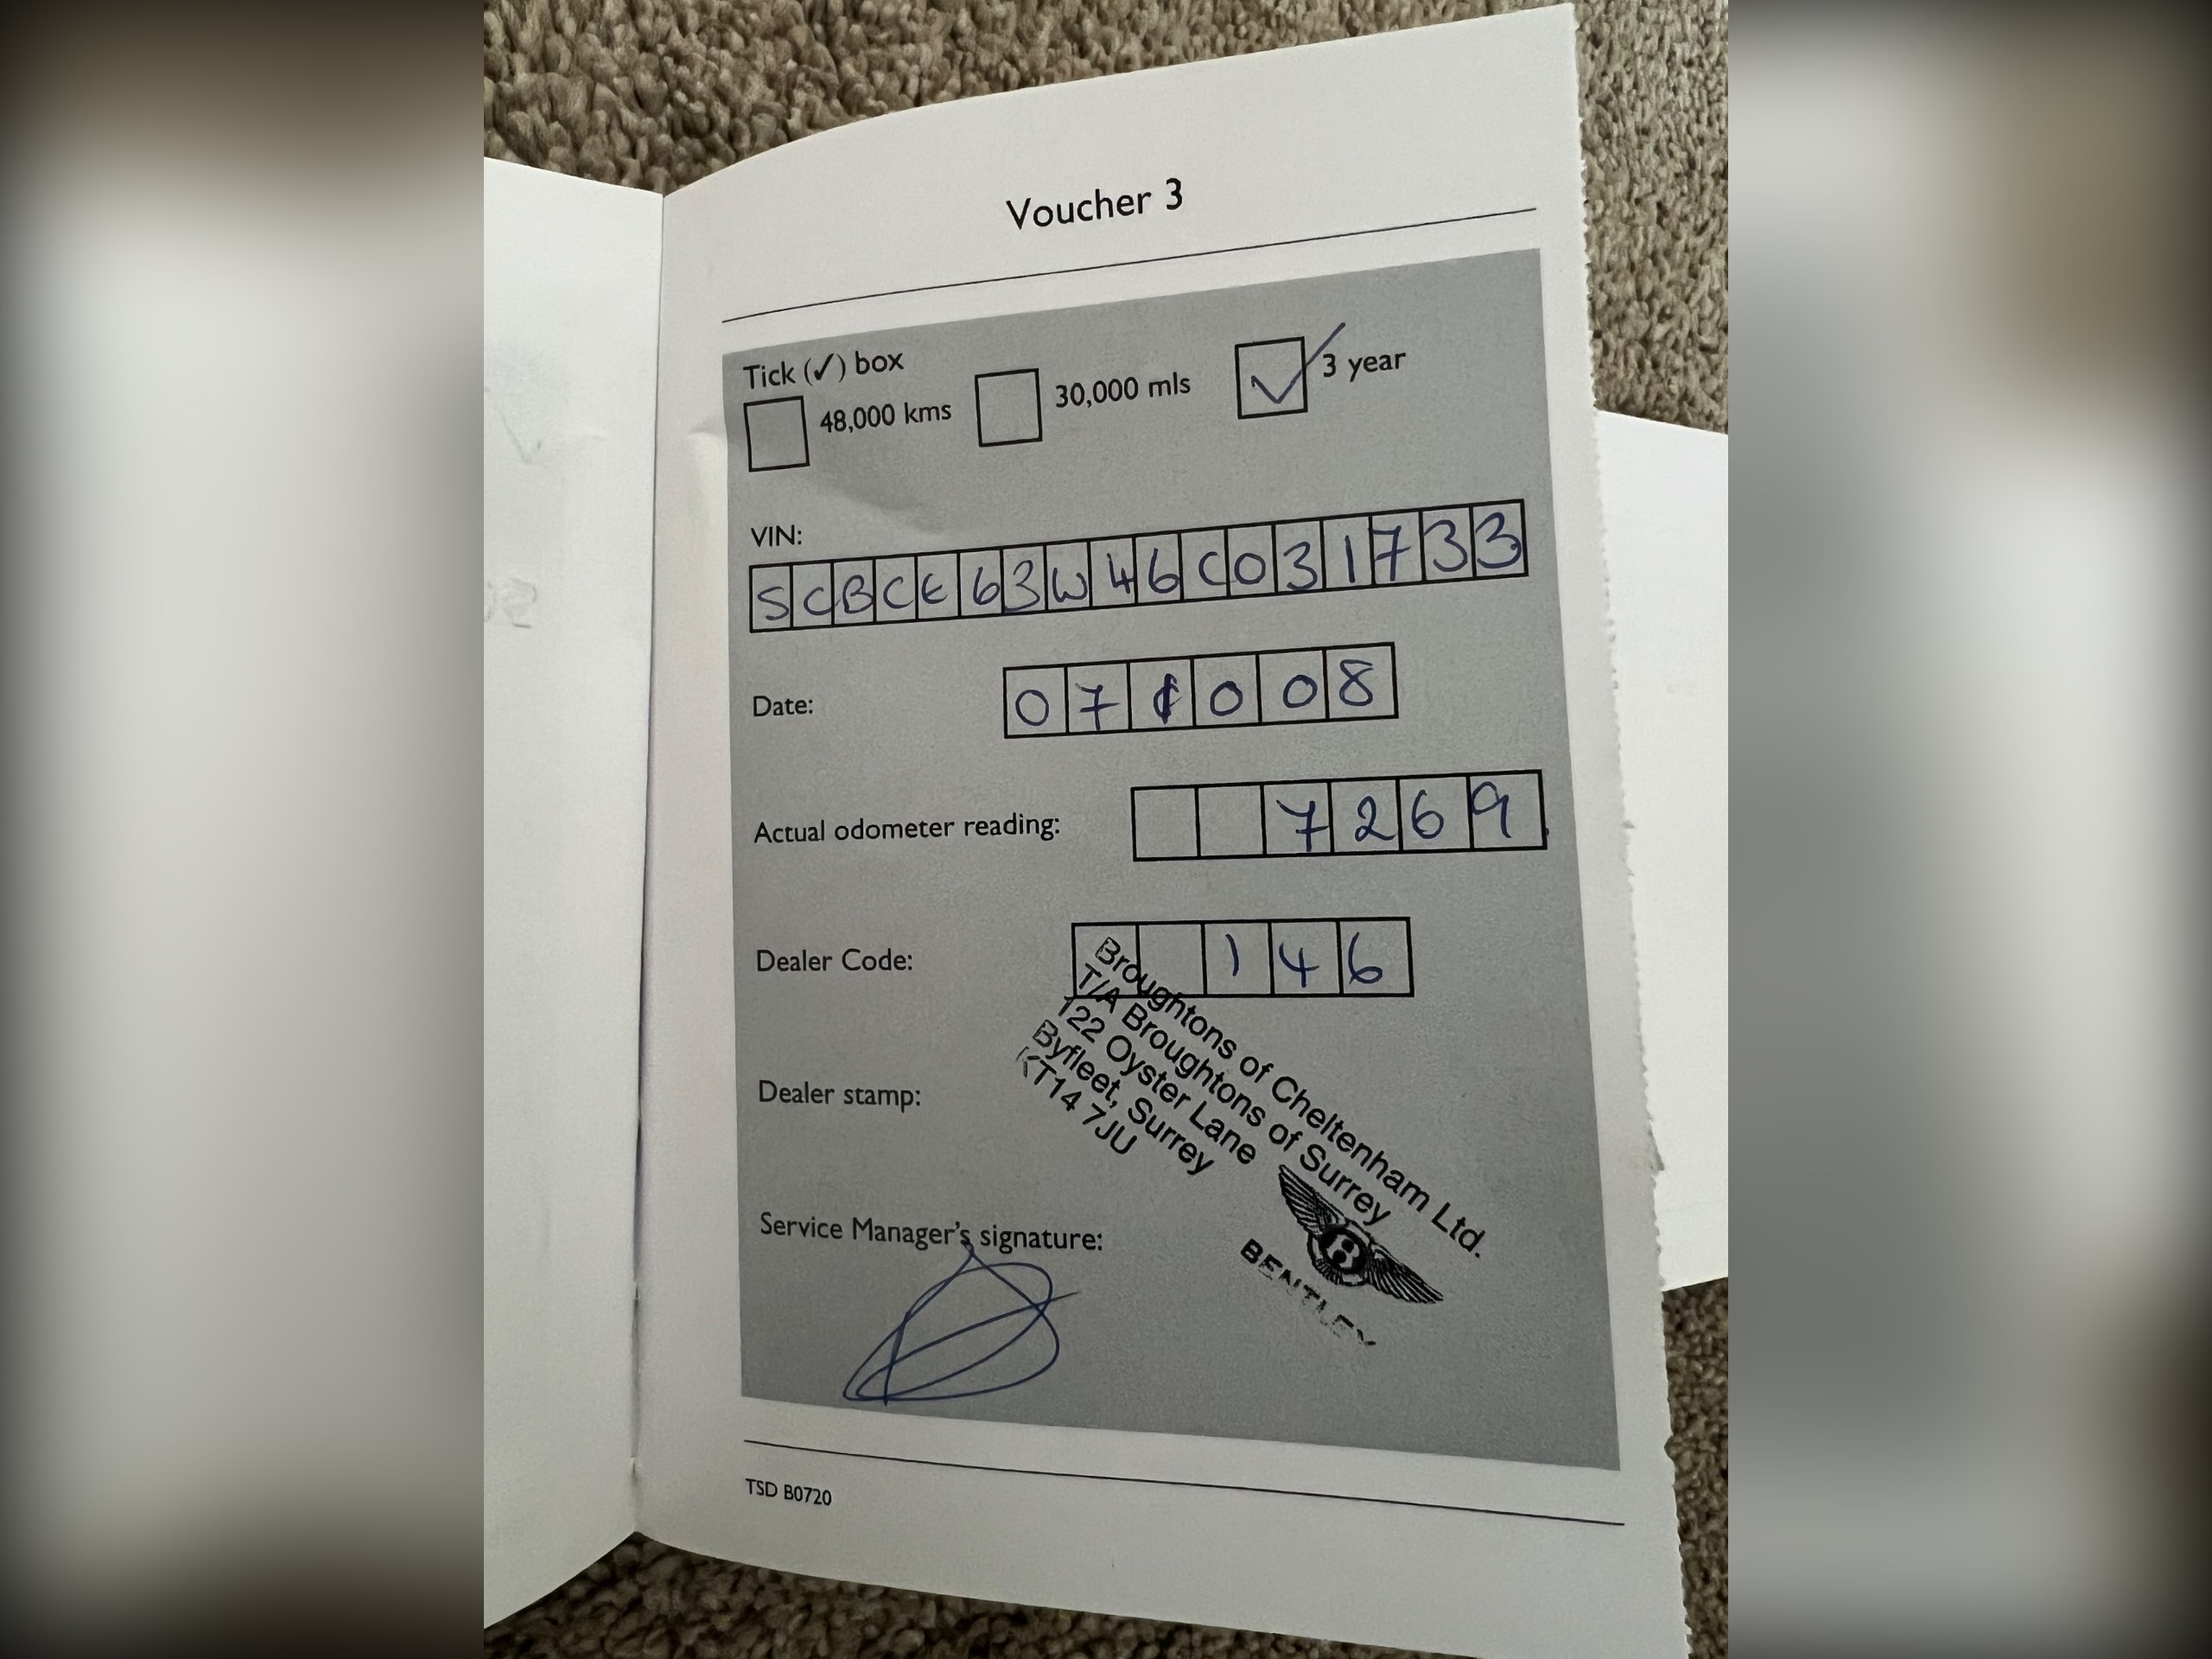 Voucher 3
Tick (✓) box
48,000 kms 30,000 mls ✓ 3 year
VIN:
SCBCE63W46C031733
Date: 071008
Actual odometer reading: 7269
Dealer Code: 146
Broughtons of Cheltenham Ltd.
T/A Broughtons of Surrey
122 Oyster Lane
Byfleet, Surrey
KT14 7JU
Dealer stamp:
BENTLEY
Service Manager's signature:
TSD B0720